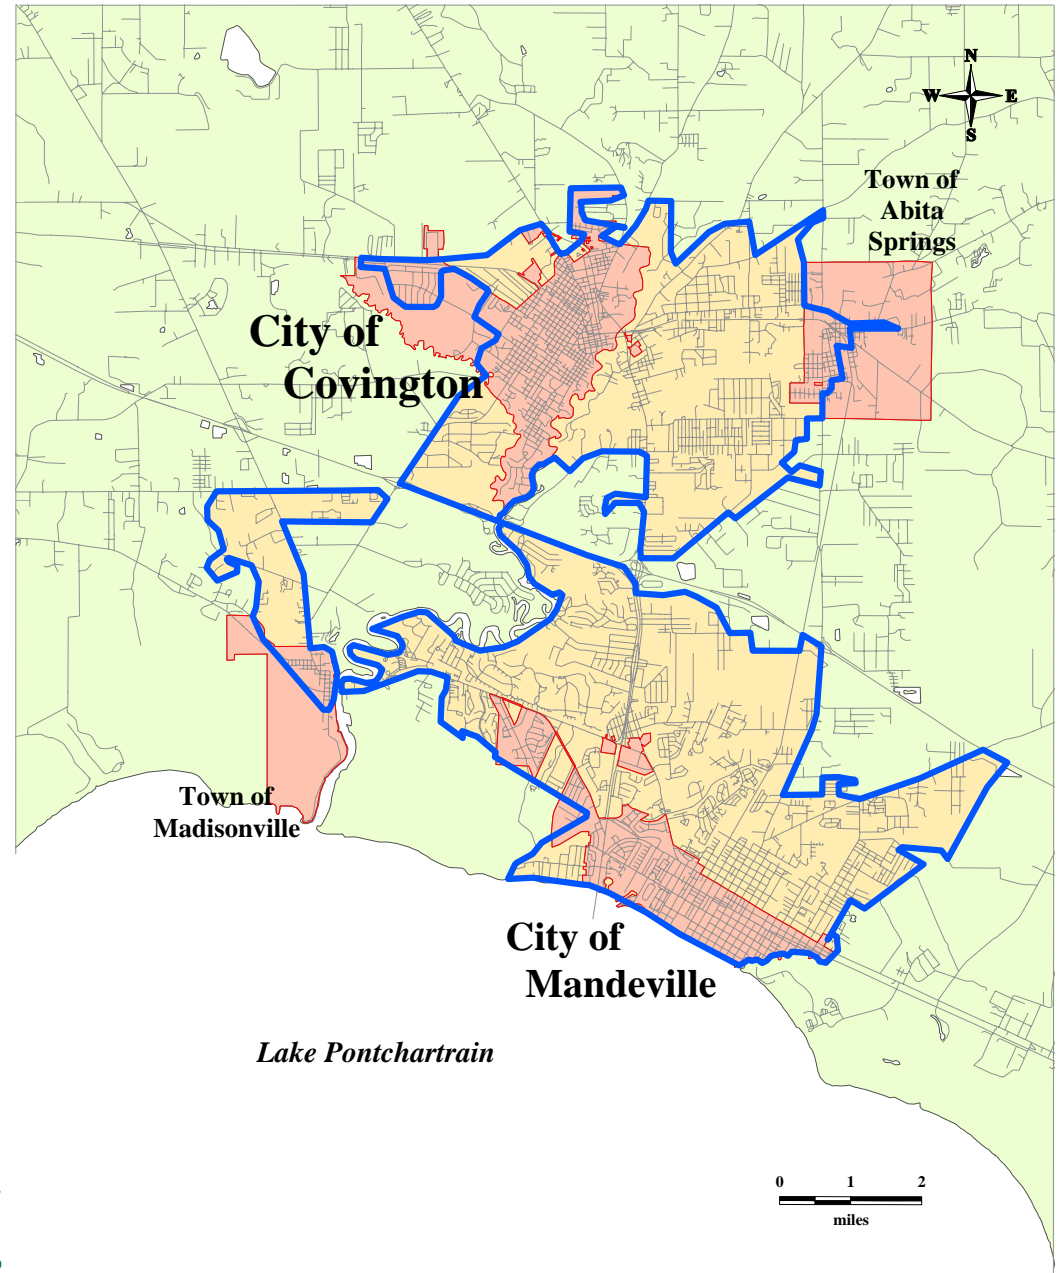 N
W E
S
Town of
Abita
Springs
City of
Covington
Town of
Madisonville
City of
Mandeville
Lake Pontchartrain
0 1 2
miles